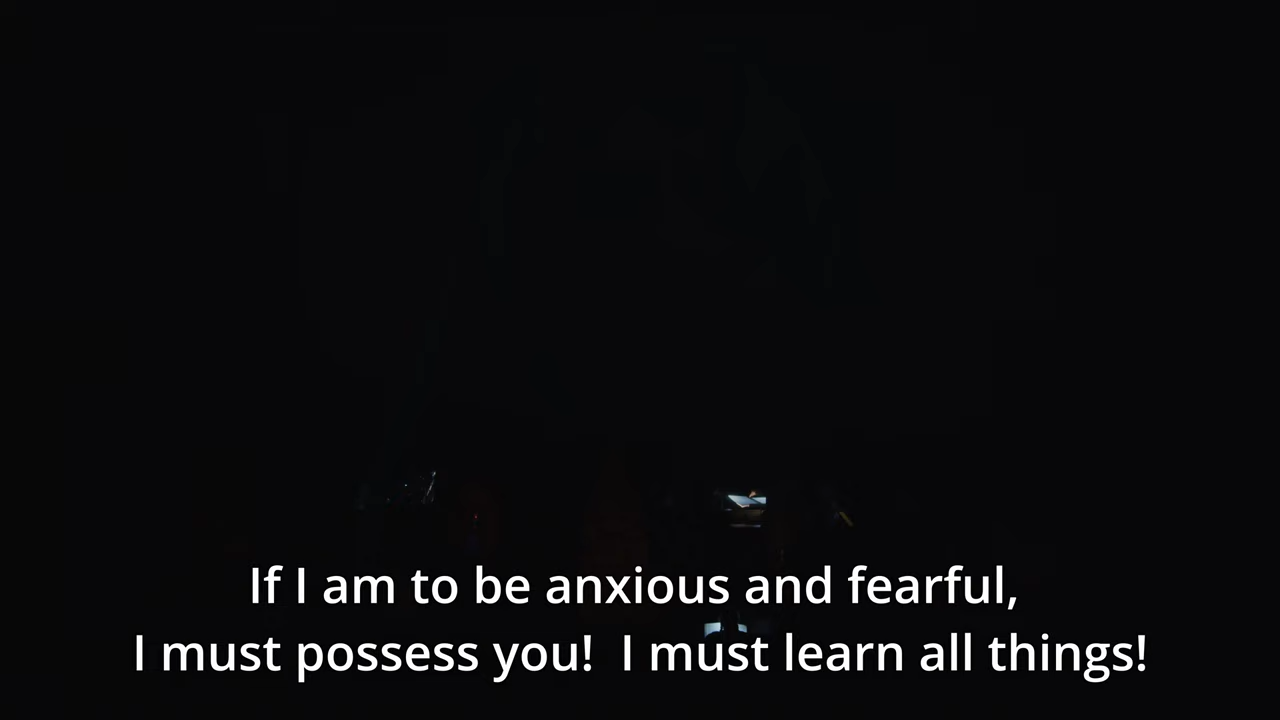 If I am to be anxious and fearful,
I must possess you!  I must learn all things!